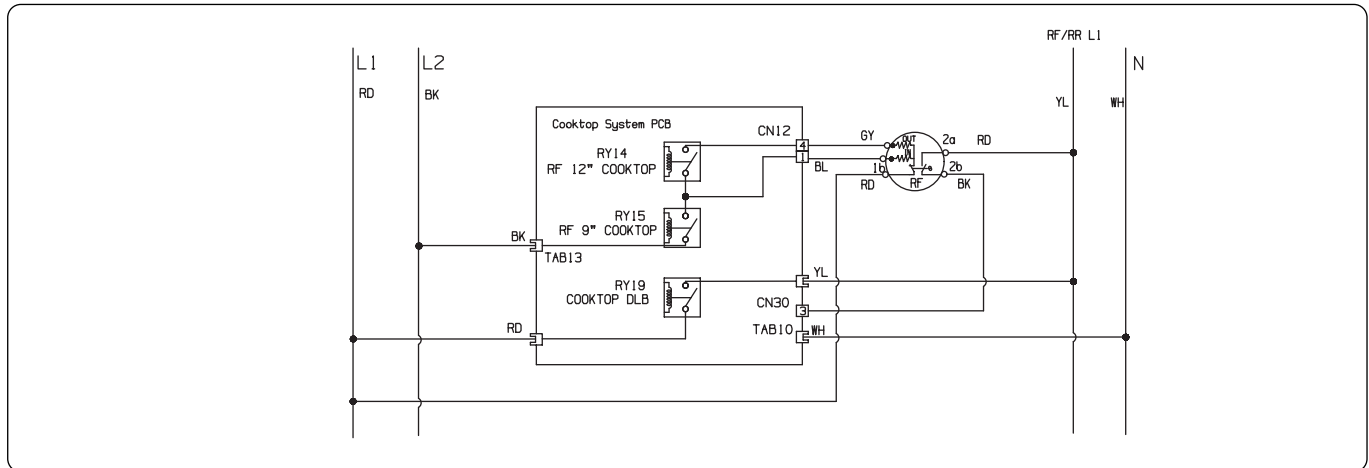 RF/RR L1
L1
L2
N
RD
BK
YL
WH
Cooktop System PCB
CN12
RY14
RF 12" COOKTOP
4
1
GY
BL
OUT
IN
2a
RD
1b
RD
RF
2b
BK
RY15
RF 9" COOKTOP
BK
TAB13
RY19
COOKTOP DLB
YL
CN30
3
RD
TAB10
WH